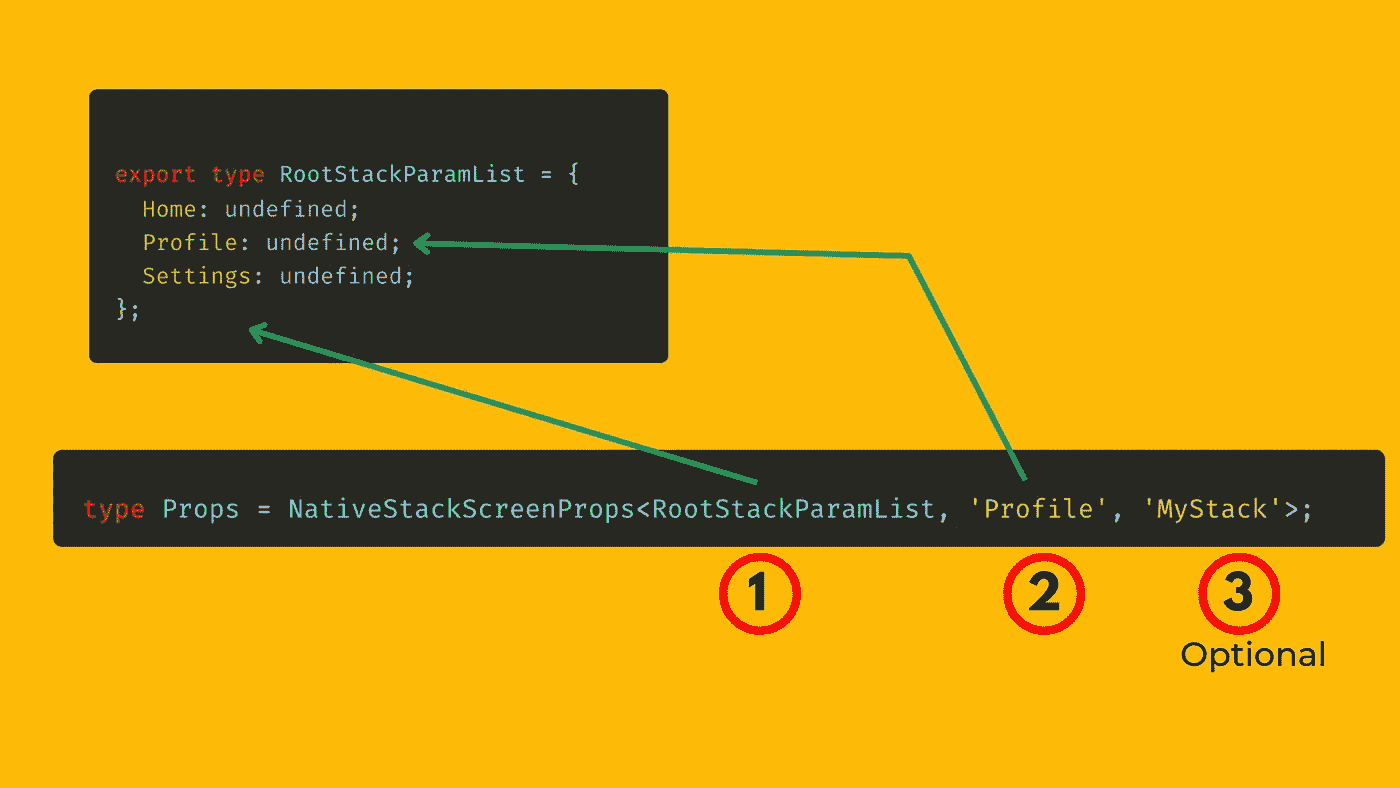 export type RootStackParamList = {
  Home: undefined;
  Profile: undefined;
  Settings: undefined;
};
type Props = NativeStackScreenProps<RootStackParamList, 'Profile', 'MyStack'>;
1 2 3
Optional